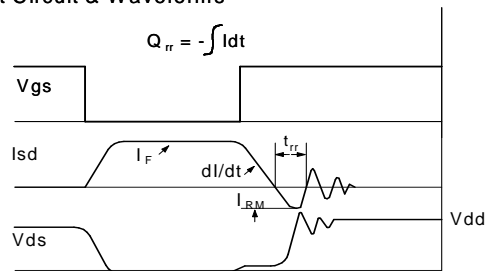 t Circuit & Waveforms
Q rr = - ∫ Idt
Vgs
Isd
I F
dI/dt
t rr
I RM
Vdd
Vds